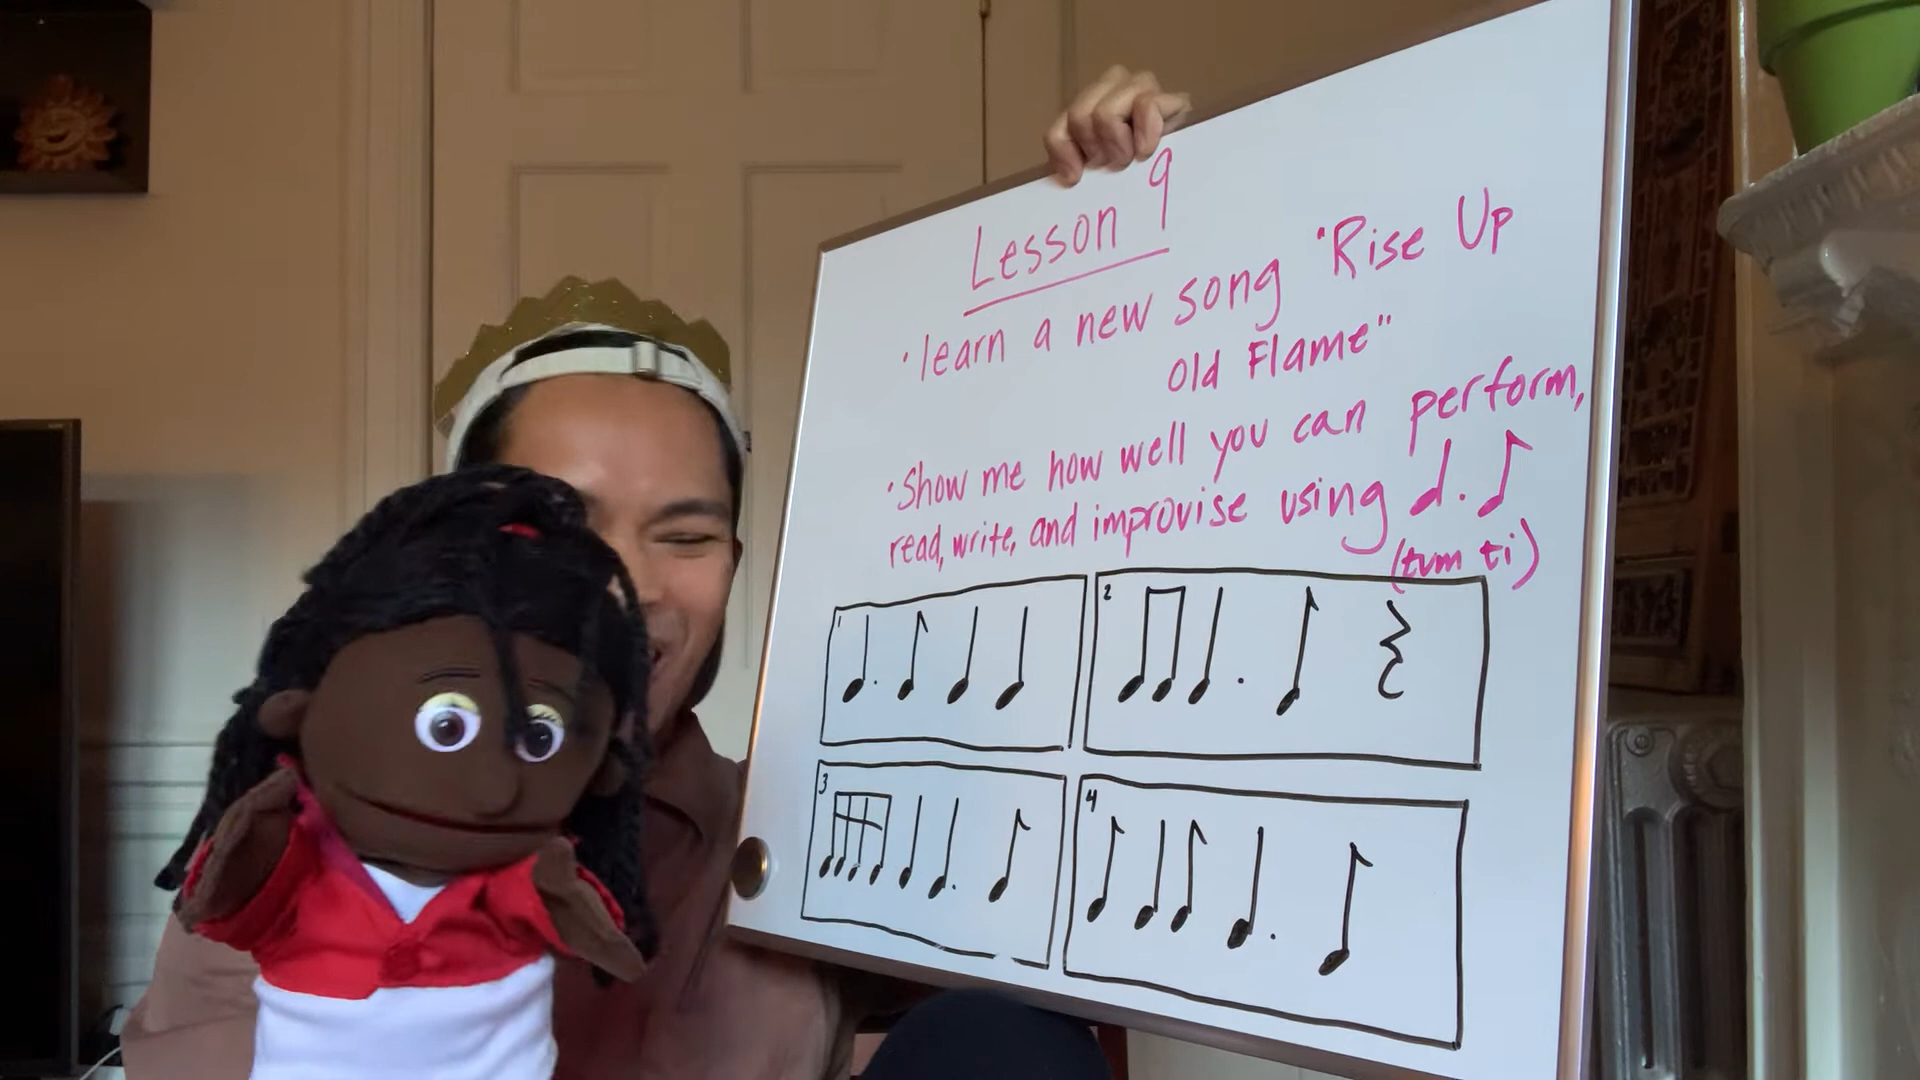 Lesson 9
· learn a new song "Rise Up
Old Flame"
· Show me how well you can perform,
read, write, and improvise using ♩. ♪
(tum ti)
1
2
3
4